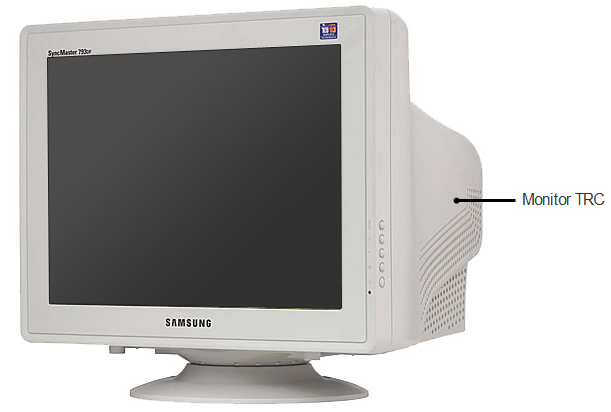 SyncMaster 793DF
Monitor TRC
SAMSUNG